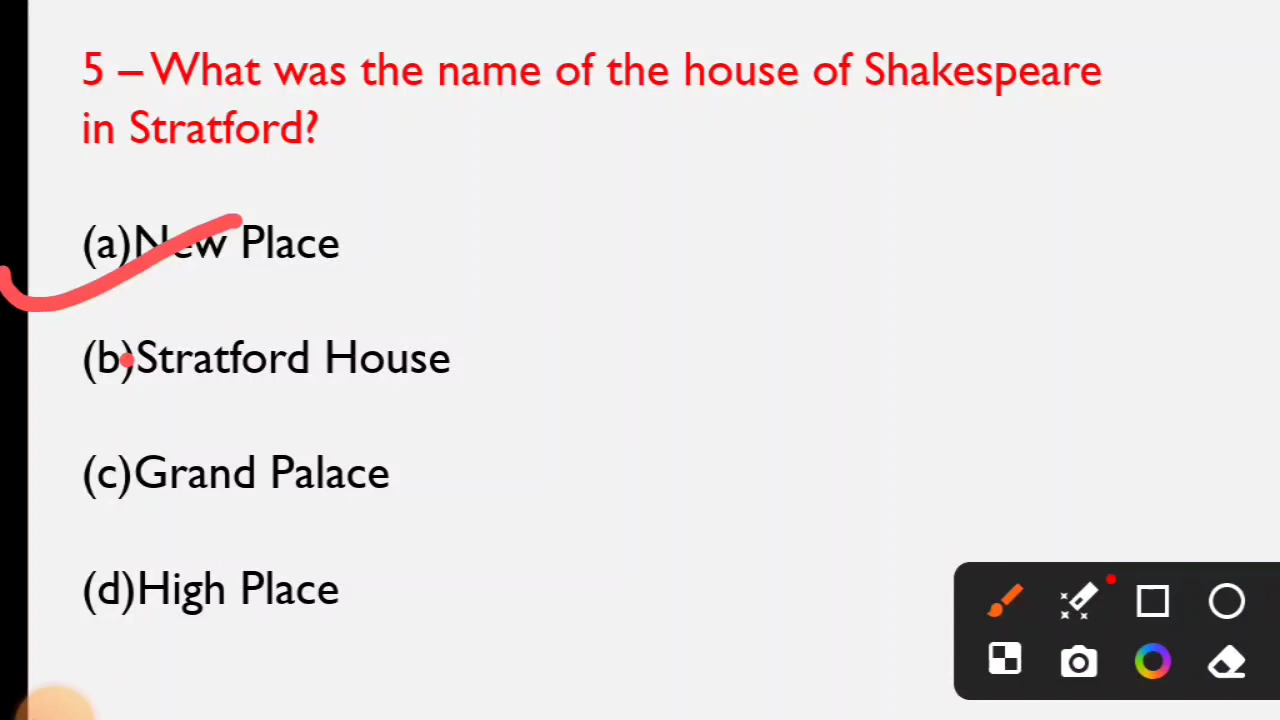 5 – What was the name of the house of Shakespeare
in Stratford?
(a)New Place
(b)Stratford House
(c)Grand Palace
(d)High Place